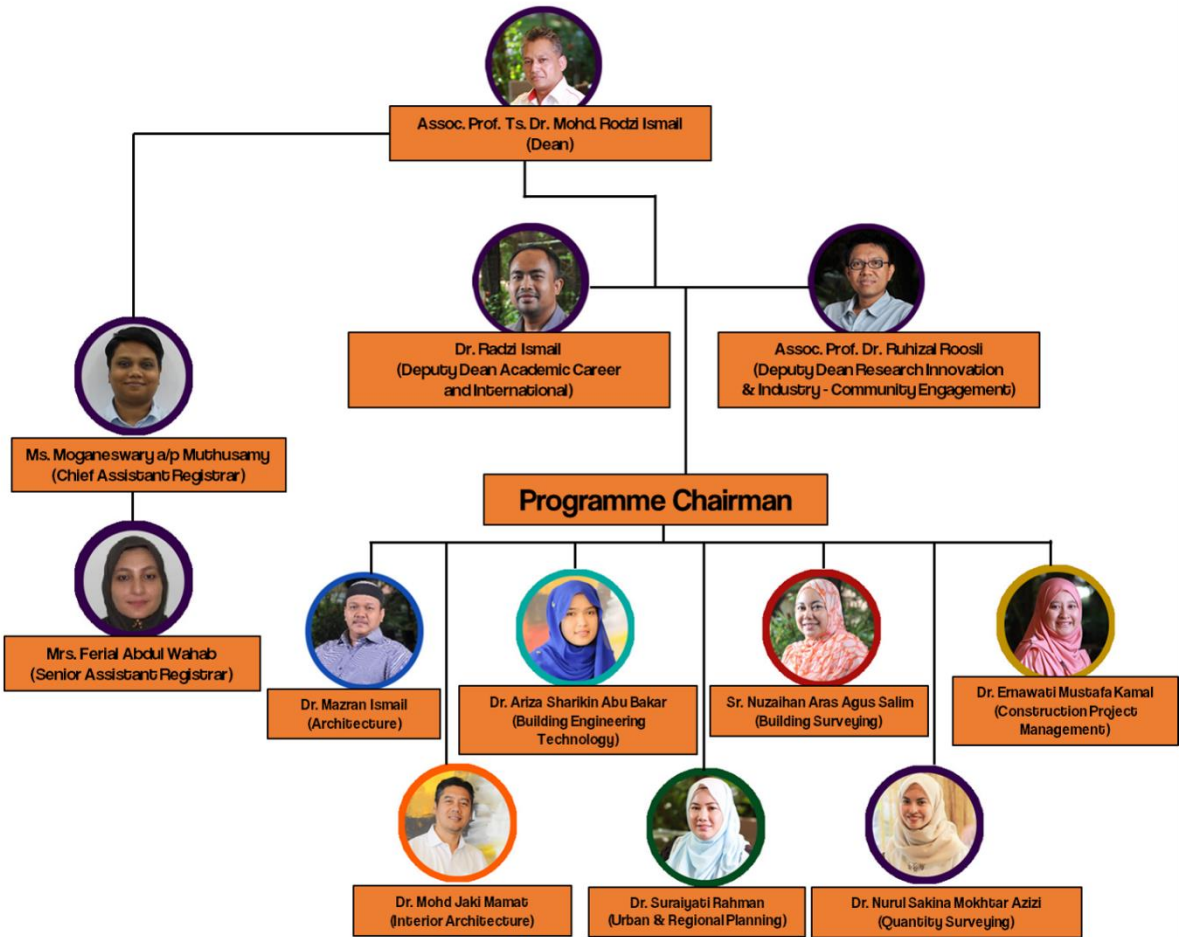 Assoc. Prof. Ts. Dr. Mohd. Rodzi Ismail
(Dean)
Dr. Radzi Ismail
(Deputy Dean Academic Career
and International)
Assoc. Prof. Dr. Ruhizal Roosli
(Deputy Dean Research Innovation
& Industry - Community Engagement)
Ms. Moganeswary a/p Muthusamy
(Chief Assistant Registrar)
Programme Chairman
Mrs. Ferial Abdul Wahab
(Senior Assistant Registrar)
Dr. Mazran Ismail
(Architecture)
Dr. Ariza Sharikin Abu Bakar
(Building Engineering
Technology)
Sr. Nuzaihan Aras Agus Salim
(Building Surveying)
Dr. Ernawati Mustafa Kamal
(Construction Project
Management)
Dr. Mohd Jaki Mamat
(Interior Architecture)
Dr. Suraiyati Rahman
(Urban & Regional Planning)
Dr. Nurul Sakina Mokhtar Azizi
(Quantity Surveying)